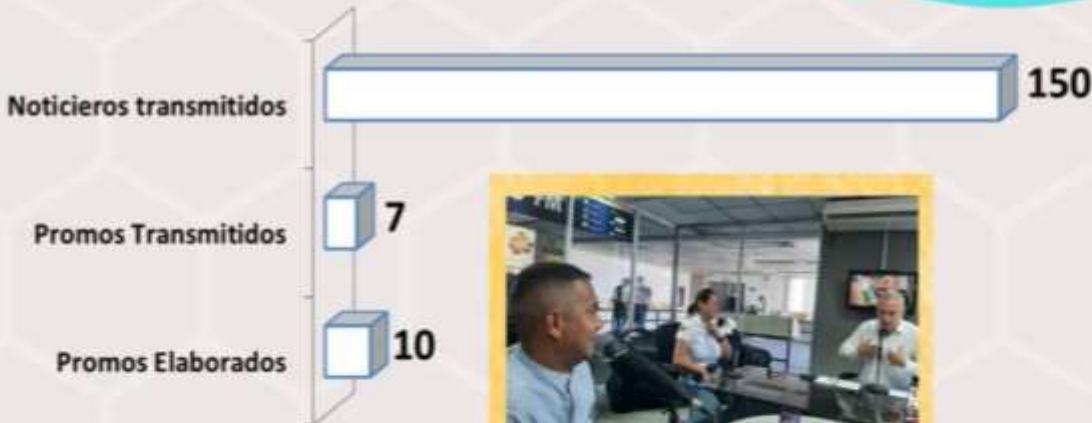 Noticieros transmitidos
150
Promos Transmitidos
7
Promos Elaborados
10